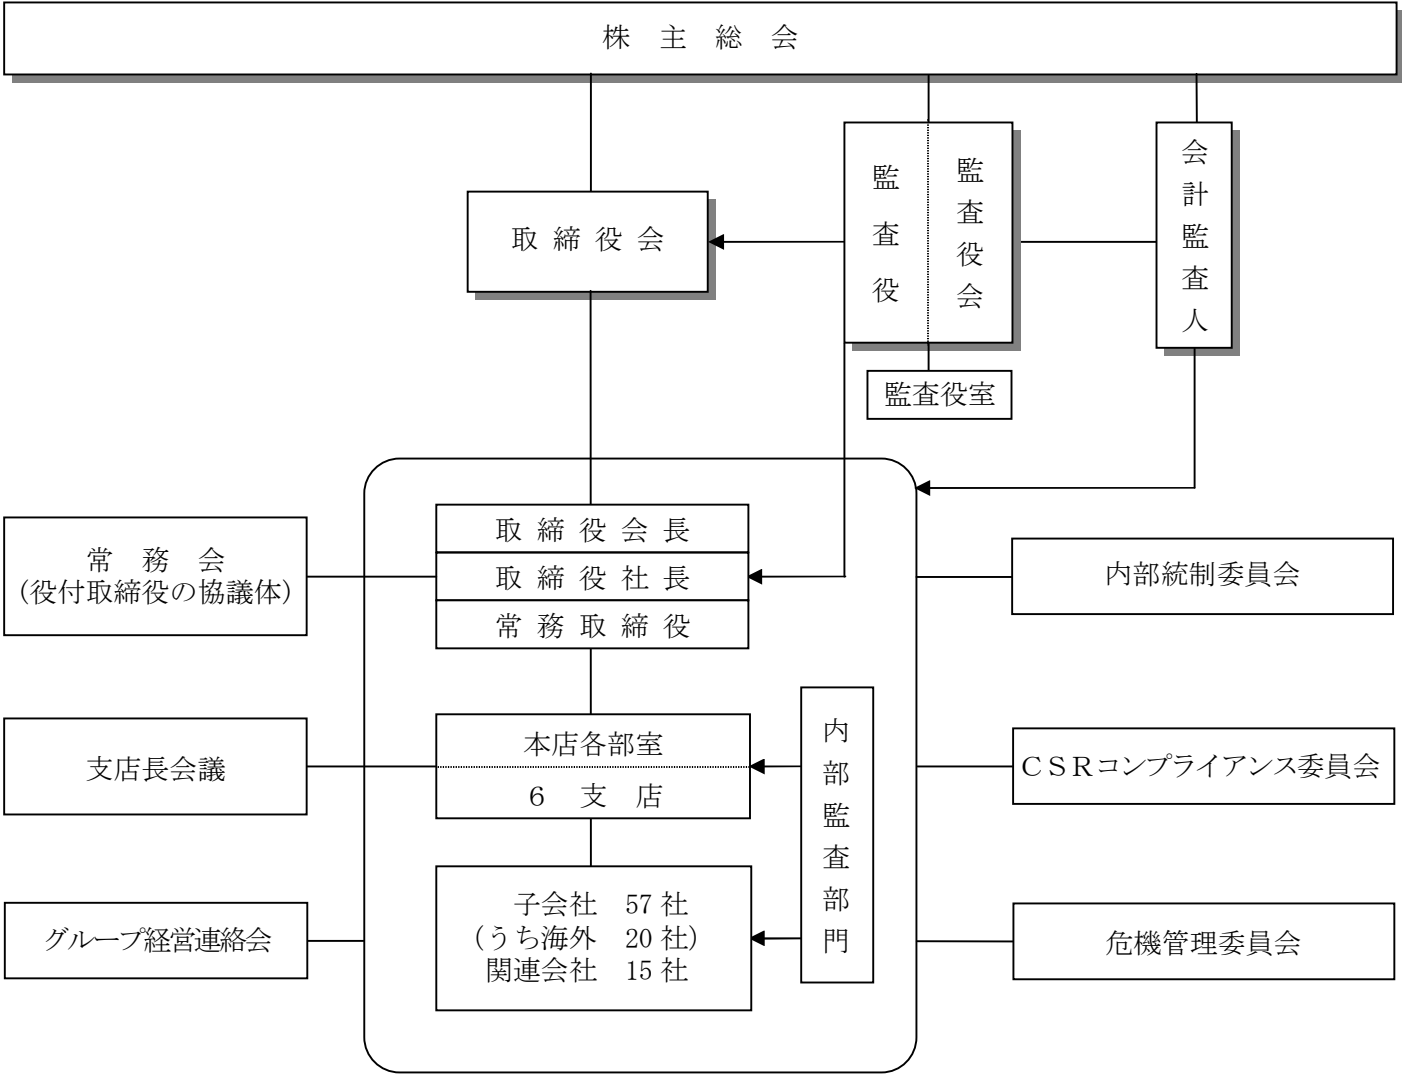 株　主　総　会
取 締 役 会
監査役
監査役会
会計監査人
監査役室
取 締 役 会 長
取 締 役 社 長
常 務 取 締 役
常　務　会
(役付取締役の協議体)
内部統制委員会
本店各部室
６　支　店
支店長会議
内部監査部門
ＣＳＲコンプライアンス委員会
子会社　57 社
(うち海外　20 社)
関連会社　15 社
グループ経営連絡会
危機管理委員会